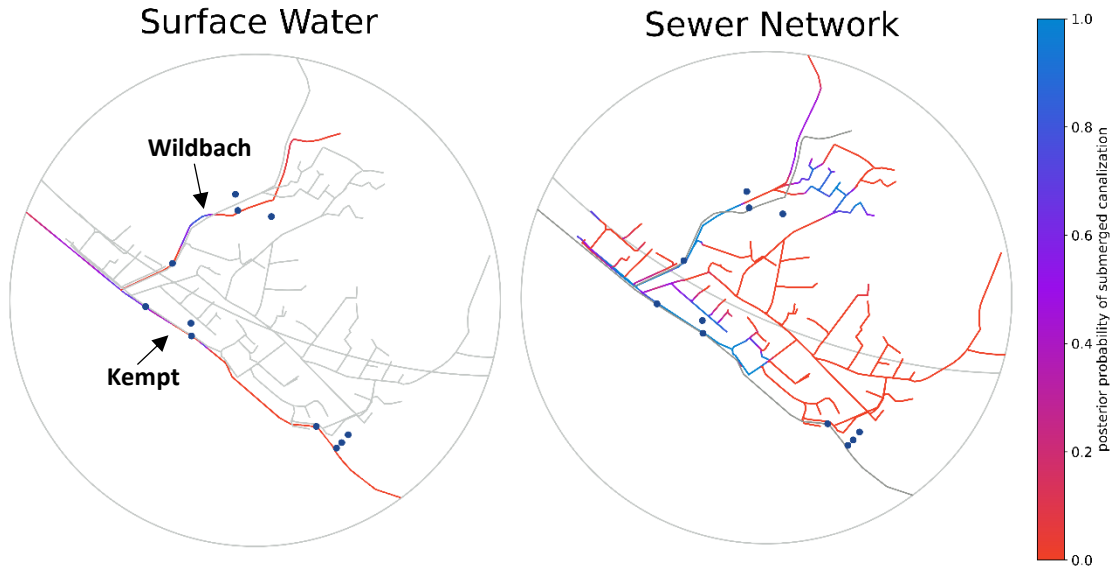 Surface Water
Sewer Network
Wildbach
Kempt
1.0
0.8
0.6
0.4
0.2
0.0
posterior probability of submerged canalization